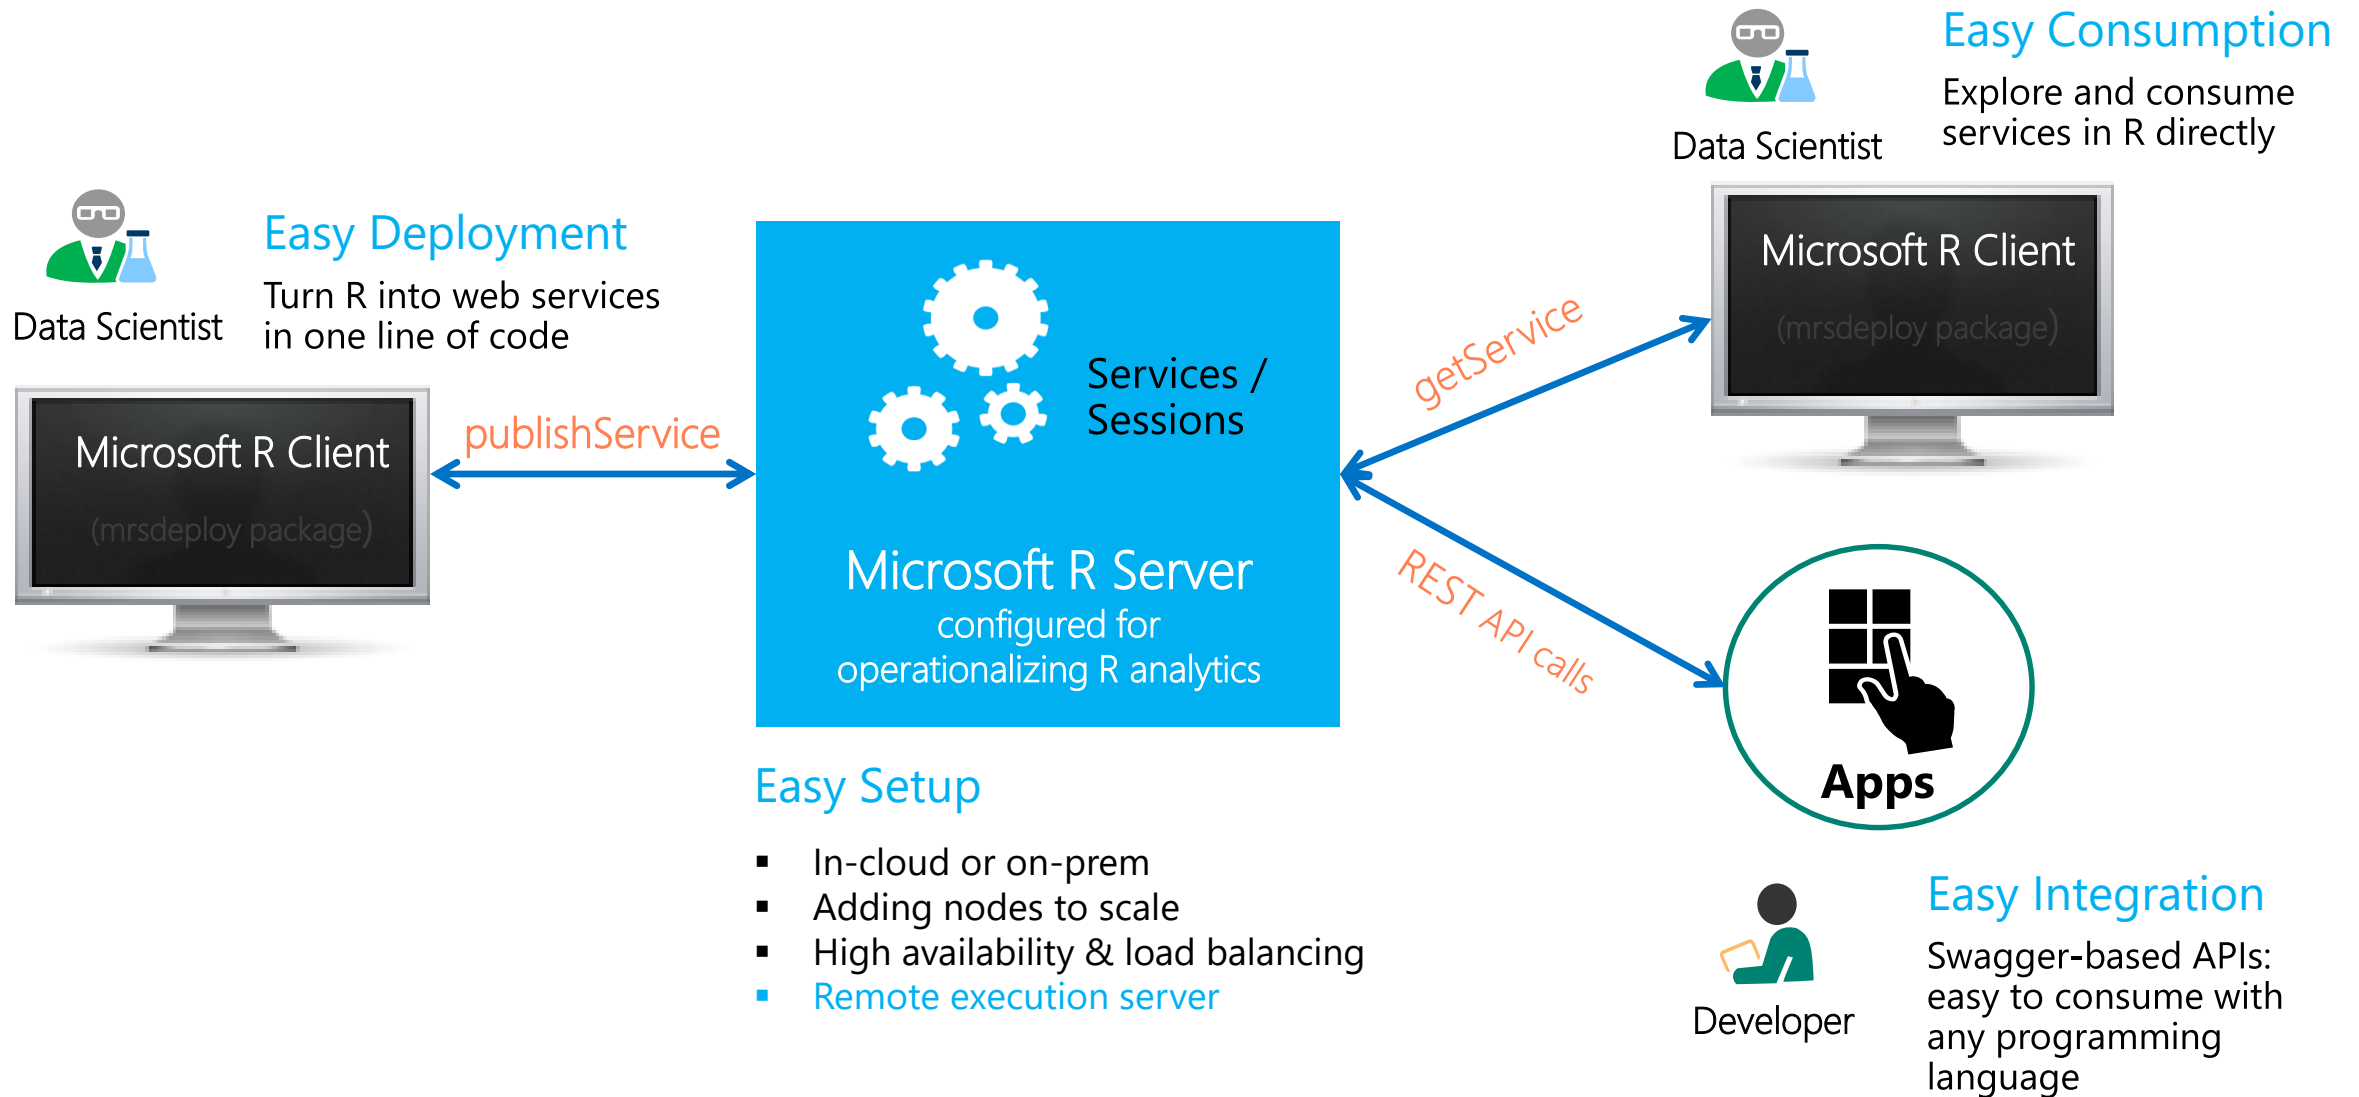 Data Scientist
Easy Deployment
Turn R into web services
in one line of code
Microsoft R Client
(mrsdeploy package)
publishService
Services /
Sessions
Microsoft R Server
configured for
operationalizing R analytics
Easy Setup
▪ In-cloud or on-prem
▪ Adding nodes to scale
▪ High availability & load balancing
▪ Remote execution server
getService
REST API calls
Data Scientist
Easy Consumption
Explore and consume
services in R directly
Microsoft R Client
(mrsdeploy package)
Apps
Developer
Easy Integration
Swagger-based APIs:
easy to consume with
any programming
language